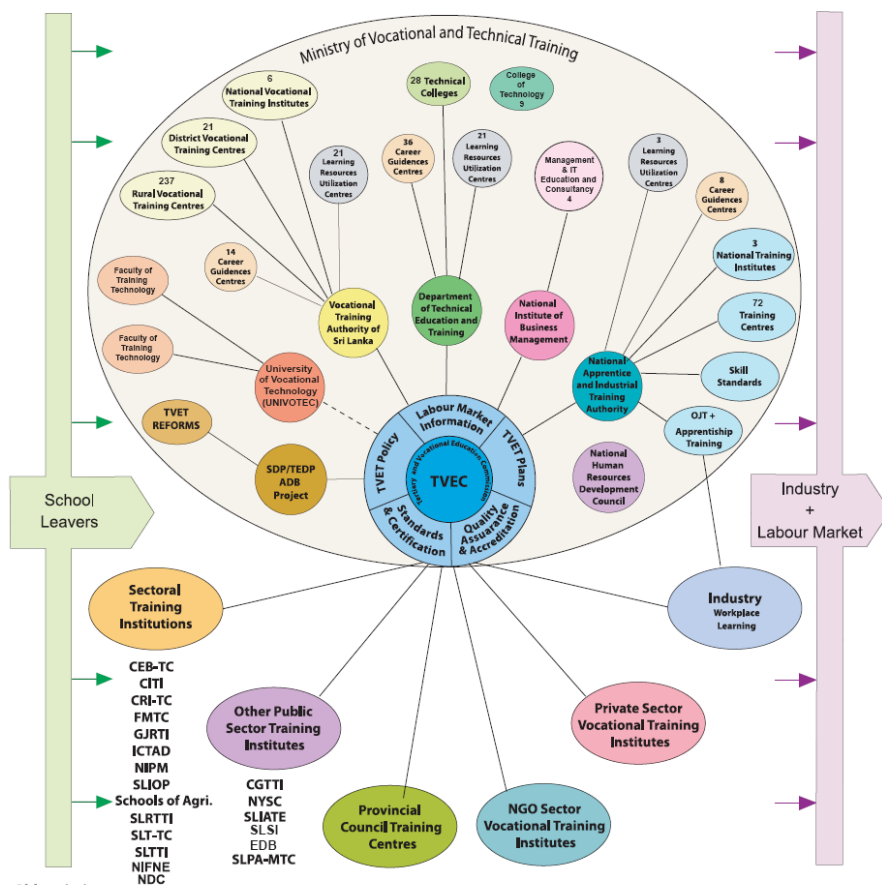 Ministry of Vocational and Technical Training
6
National Vocational
Training Institutes
28 Technical
Colleges
College
of
Technology
9
21
District Vocational
Training Centres
21
Learning
Resources
Utilization
Centres
36
Career
Guidences
Centres
21
Learning
Resources
Utilization
Centres
Management
& IT
Education and
Consultancy
4
3
Learning
Resources
Utilization
Centres
8
Career
Guidences
Centres
237
Rural Vocational
Training Centres
14
Career
Guidences
Centres
3
National Training
Institutes
Faculty of
Training
Technology
Vocational
Training
Authority of
Sri Lanka
Department
of Technical
Education and
Training
National
Institute of
Business
Management
72
Training
Centres
Faculty of
Training
Technology
University
of Vocational
Technology
(UNIVOTEC)
National
Apprentice
and Industrial
Training
Authority
Skill
Standards
TVET
REFORMS
OJT +
Apprentiship
Training
SDP/TEDP
ADB
Project
National
Human
Resources
Development
Council
TVET Policy
Labour Market
Information
TVET Plans
Tertiary and Vocational Education Commission
TVEC
Standards
& Certification
Quality
Assuarance
& Accreditation
School
Leavers
Industry
+
Labour Market
Sectoral
Training
Institutions
Industry
Workplace
Learning
CEB-TC
CITI
CRI-TC
FMTC
GJRTI
ICTAD
NIPM
SLIOP
Schools of Agri.
SLRTTI
SLT-TC
SLTTI
NIFNE
NDC
Other Public
Sector Training
Institutes
CGTTI
NYSC
SLIATE
SLSI
EDB
SLPA-MTC
Private Sector
Vocational Training
Institutes
Provincial
Council Training
Centres
NGO Sector
Vocational Training
Institutes